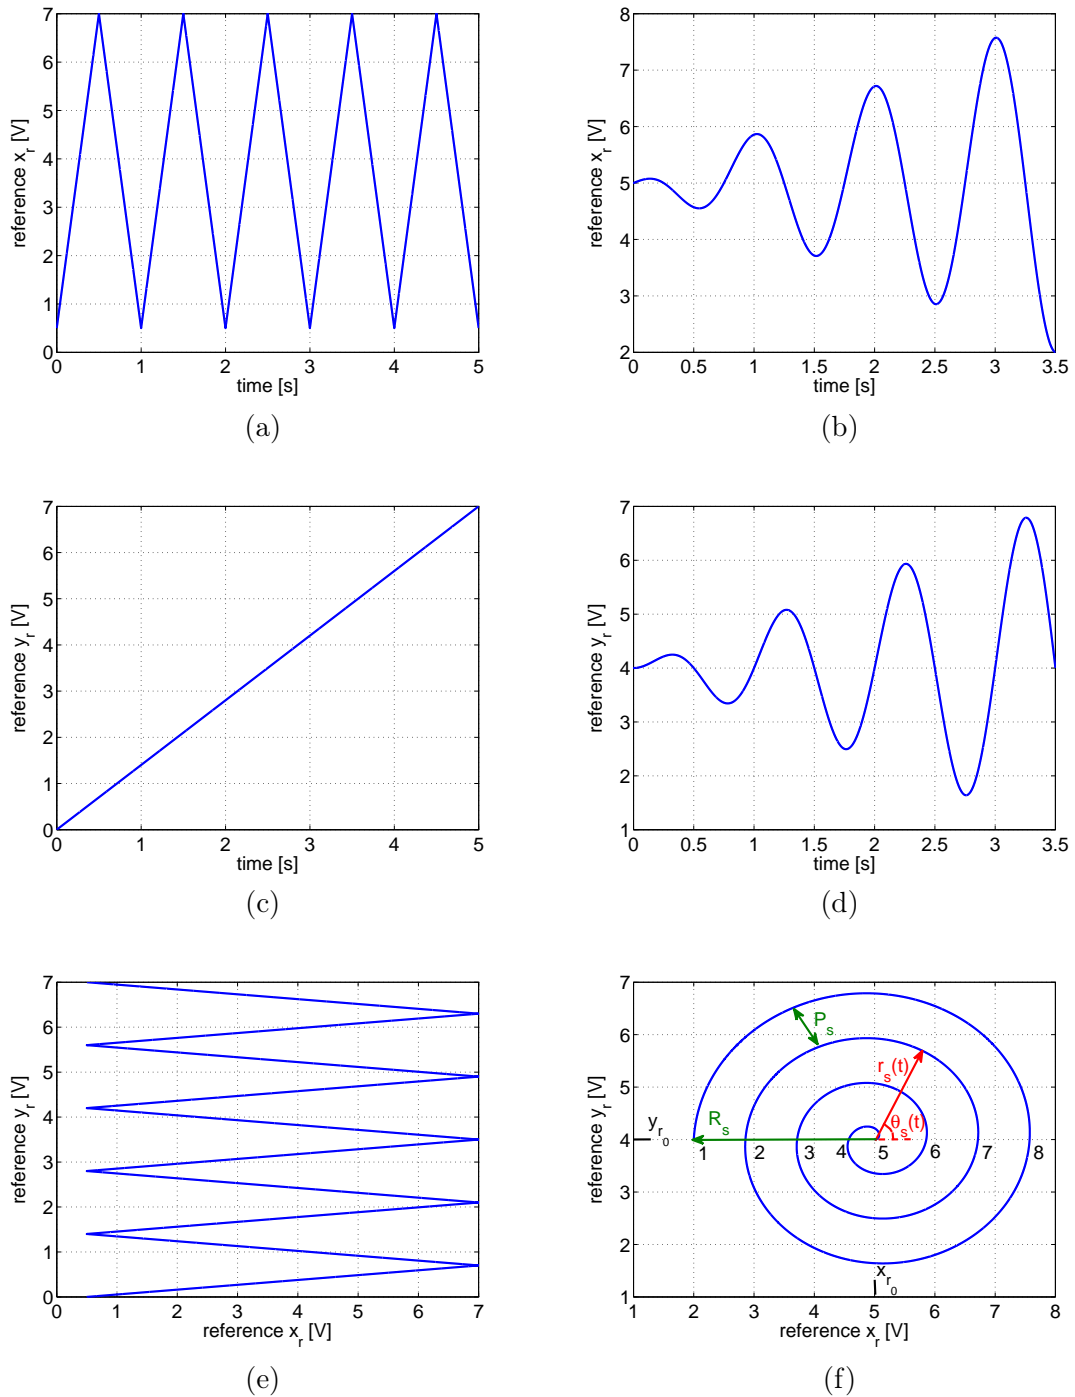 7
6
5
4
3
2
1
0
reference x_r [V]
0 1 2 3 4 5
time [s]
(a)
8
7
6
5
4
3
2
reference x_r [V]
0 0.5 1 1.5 2 2.5 3 3.5
time [s]
(b)
7
6
5
4
3
2
1
0
reference y_r [V]
0 1 2 3 4 5
time [s]
(c)
7
6
5
4
3
2
1
reference y_r [V]
0 0.5 1 1.5 2 2.5 3 3.5
time [s]
(d)
7
6
5
4
3
2
1
0
reference y_r [V]
0 1 2 3 4 5 6 7
reference x_r [V]
(e)
7
6
5
4
3
2
1
reference y_r [V]
P_s
r_s(t)
R_s
θ_s(t)
y_r_0
1 2 3 4 5 6 7 8
x_r_0
1 2 3 4 5 6 7 8
reference x_r [V]
(f)